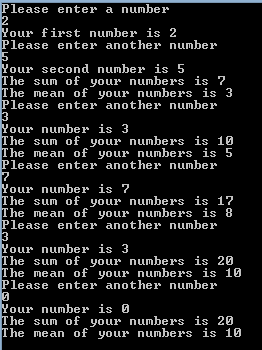 Please enter a number
2
Your first number is 2
Please enter another number
5
Your second number is 5
The sum of your numbers is 7
The mean of your numbers is 3
Please enter another number
3
Your number is 3
The sum of your numbers is 10
The mean of your numbers is 5
Please enter another number
7
Your number is 7
The sum of your numbers is 17
The mean of your numbers is 8
Please enter another number
3
Your number is 3
The sum of your numbers is 20
The mean of your numbers is 10
Please enter another number
0
Your number is 0
The sum of your numbers is 20
The mean of your numbers is 10